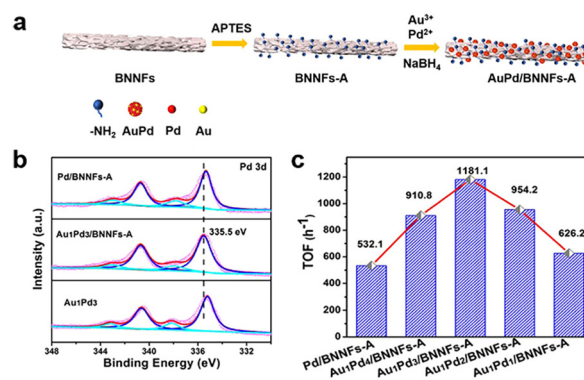 a
APTES
Au3+
Pd2+
NaBH4
BNNFs
BNNFs-A
AuPd/BNNFs-A
-NH2 AuPd Pd Au
b
Pd 3d
Pd/BNNFs-A
Au1Pd3/BNNFs-A
335.5 eV
Au1Pd3
Intensity (a.u.)
348 344 340 336 332
Binding Energy (eV)
c
TOF (h-1)
1200
1000
800
600
400
200
0
532.1
910.8
1181.1
954.2
626.2
Pd/BNNFs-A
Au1Pd4/BNNFs-A
Au1Pd3/BNNFs-A
Au1Pd2/BNNFs-A
Au1Pd1/BNNFs-A